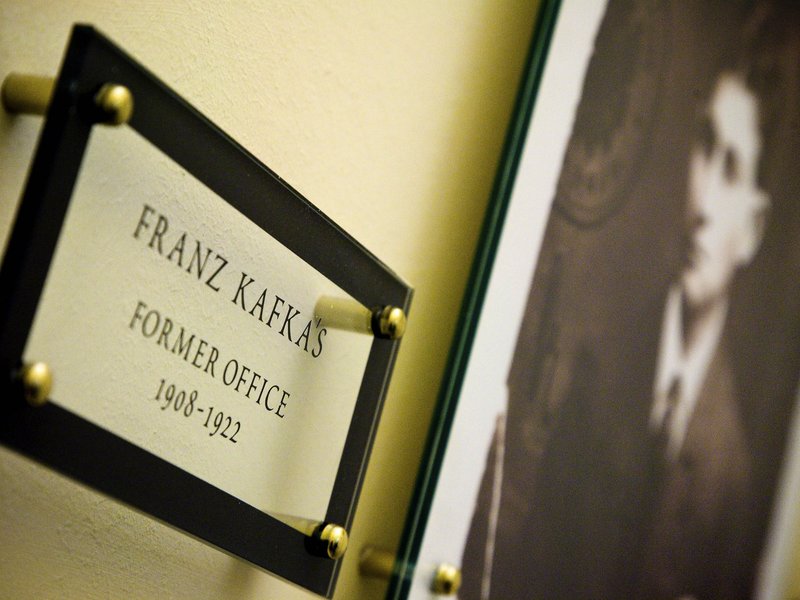 FRANZ KAFKA'S
FORMER OFFICE
1908-1922